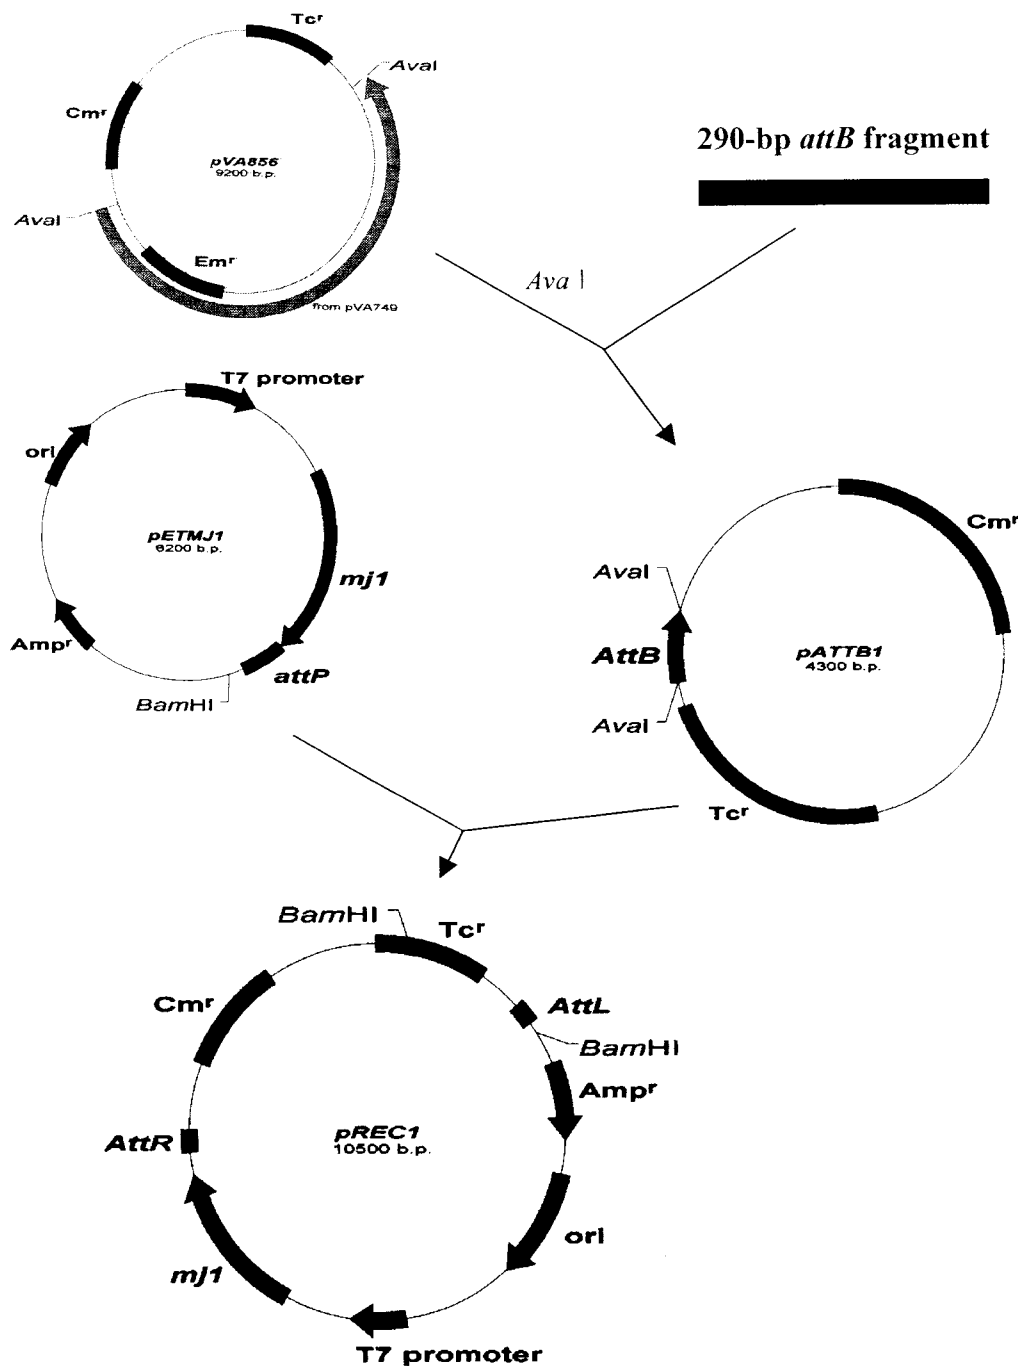 Tcr
AvaI
Cmr
pVA856
9200 b.p.
AvaI
Emr
from pVA749
290-bp attB fragment
Ava I
T7 promoter
ori
pETMJ1
6200 b.p.
mj1
Ampr
attP
BamHI
Cmr
AvaI
AttB
pATTB1
4300 b.p.
AvaI
Tcr
BamHI
Tcr
Cmr
AttL
BamHI
Ampr
pREC1
10500 b.p.
AttR
ori
mj1
T7 promoter